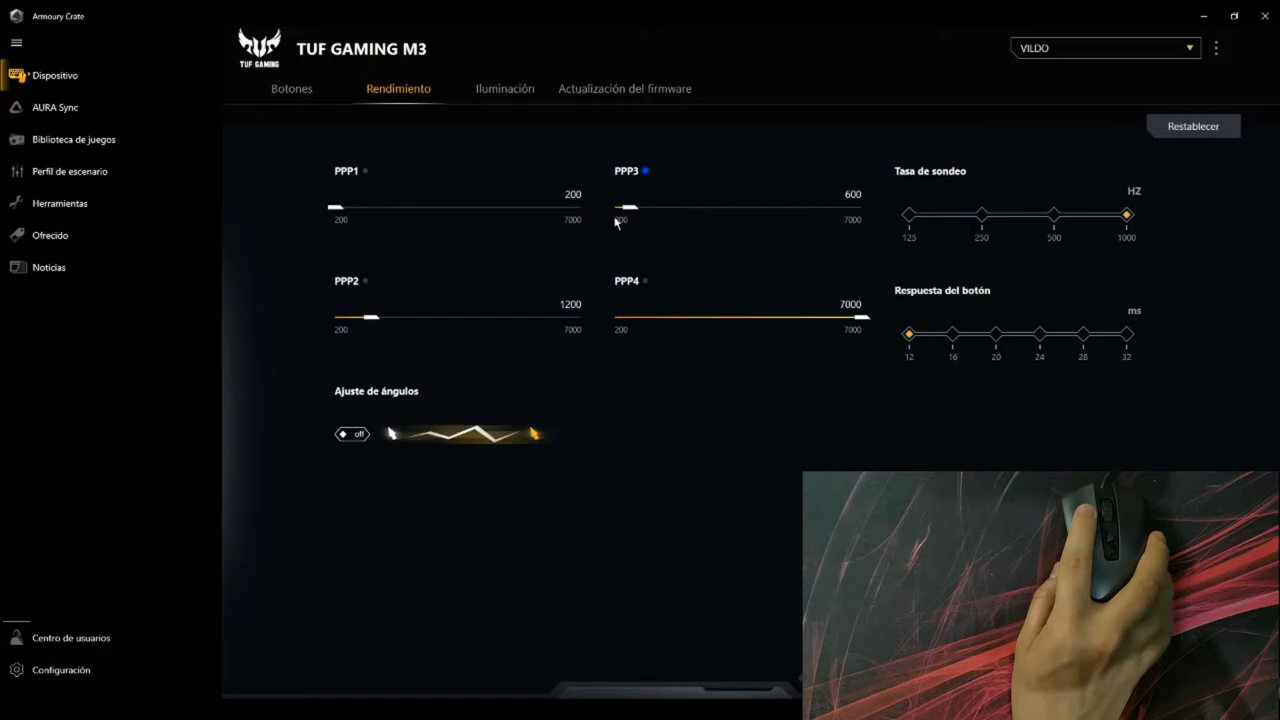 Armoury Crate
TUF GAMING
TUF GAMING M3
VILDO
Dispositivo
AURA Sync
Biblioteca de juegos
Perfil de escenario
Herramientas
Ofrecido
Noticias
Centro de usuarios
Configuración
Botones
Rendimiento
Iluminación
Actualización del firmware
Restablecer
PPP1
200
200
7000
PPP3
600
200
7000
PPP2
1200
200
7000
PPP4
7000
200
7000
Tasa de sondeo
HZ
125
250
500
1000
Respuesta del botón
ms
12
16
20
24
28
32
Ajuste de ángulos
off